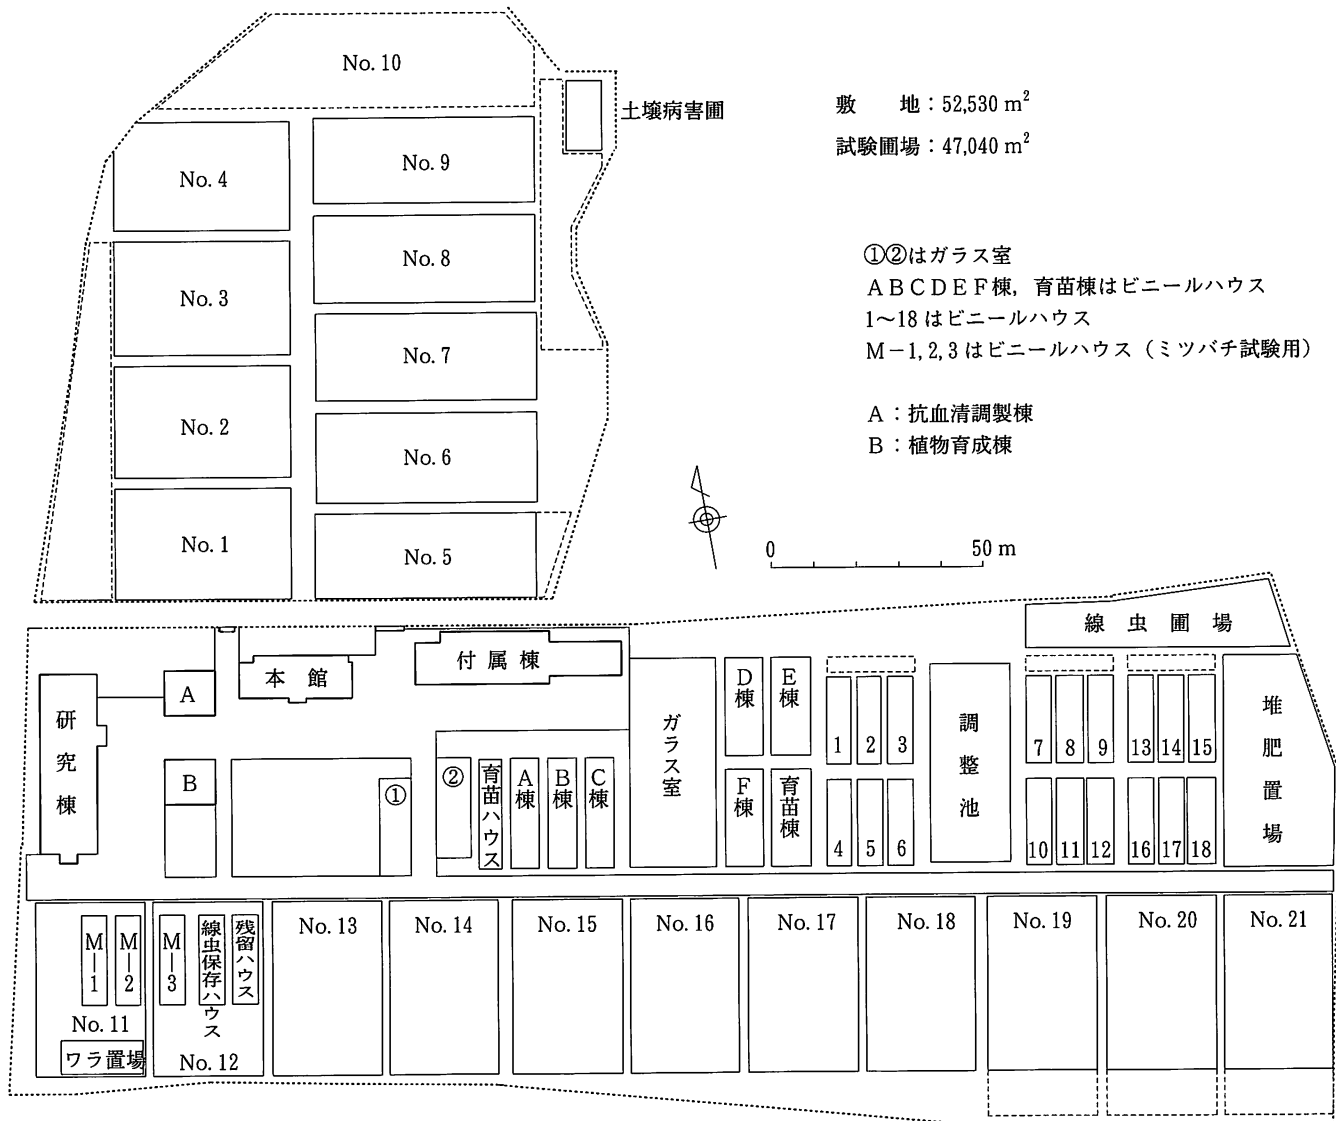 No. 10
土壌病害圃
敷　地：52,530 m²
試験圃場：47,040 m²
No. 4
No. 9
No. 3
No. 8
No. 2
No. 7
No. 6
No. 1
No. 5
①②はガラス室
ＡＢＣＤＥＦ棟，育苗棟はビニールハウス
1〜18 はビニールハウス
M－1, 2, 3 はビニールハウス（ミツバチ試験用）
A：抗血清調製棟
B：植物育成棟
0
50 m
線虫圃場
研究棟
A
B
本館
付属棟
①
②
育苗ハウス
A棟
B棟
C棟
ガラス室
D棟
E棟
F棟
育苗棟
1
2
3
4
5
6
調整池
7
8
9
13
14
15
10
11
12
16
17
18
堆肥置場
M－1
M－2
No. 11
ワラ置場
M－3
線虫保存ハウス
残留ハウス
No. 12
No. 13
No. 14
No. 15
No. 16
No. 17
No. 18
No. 19
No. 20
No. 21